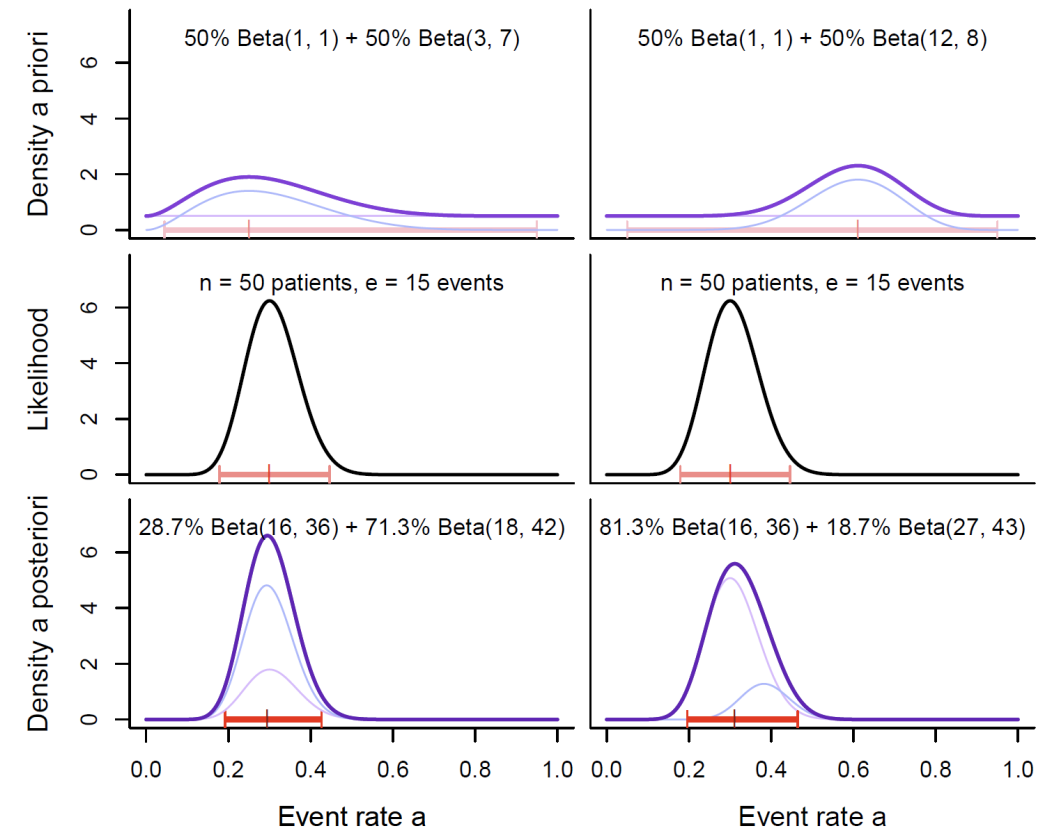 50% Beta(1, 1) + 50% Beta(3, 7)
50% Beta(1, 1) + 50% Beta(12, 8)
Density a priori
6
4
2
0
n = 50 patients, e = 15 events
n = 50 patients, e = 15 events
Likelihood
6
4
2
0
28.7% Beta(16, 36) + 71.3% Beta(18, 42)
81.3% Beta(16, 36) + 18.7% Beta(27, 43)
Density a posteriori
6
4
2
0
0.0 0.2 0.4 0.6 0.8 1.0
0.0 0.2 0.4 0.6 0.8 1.0
Event rate a
Event rate a